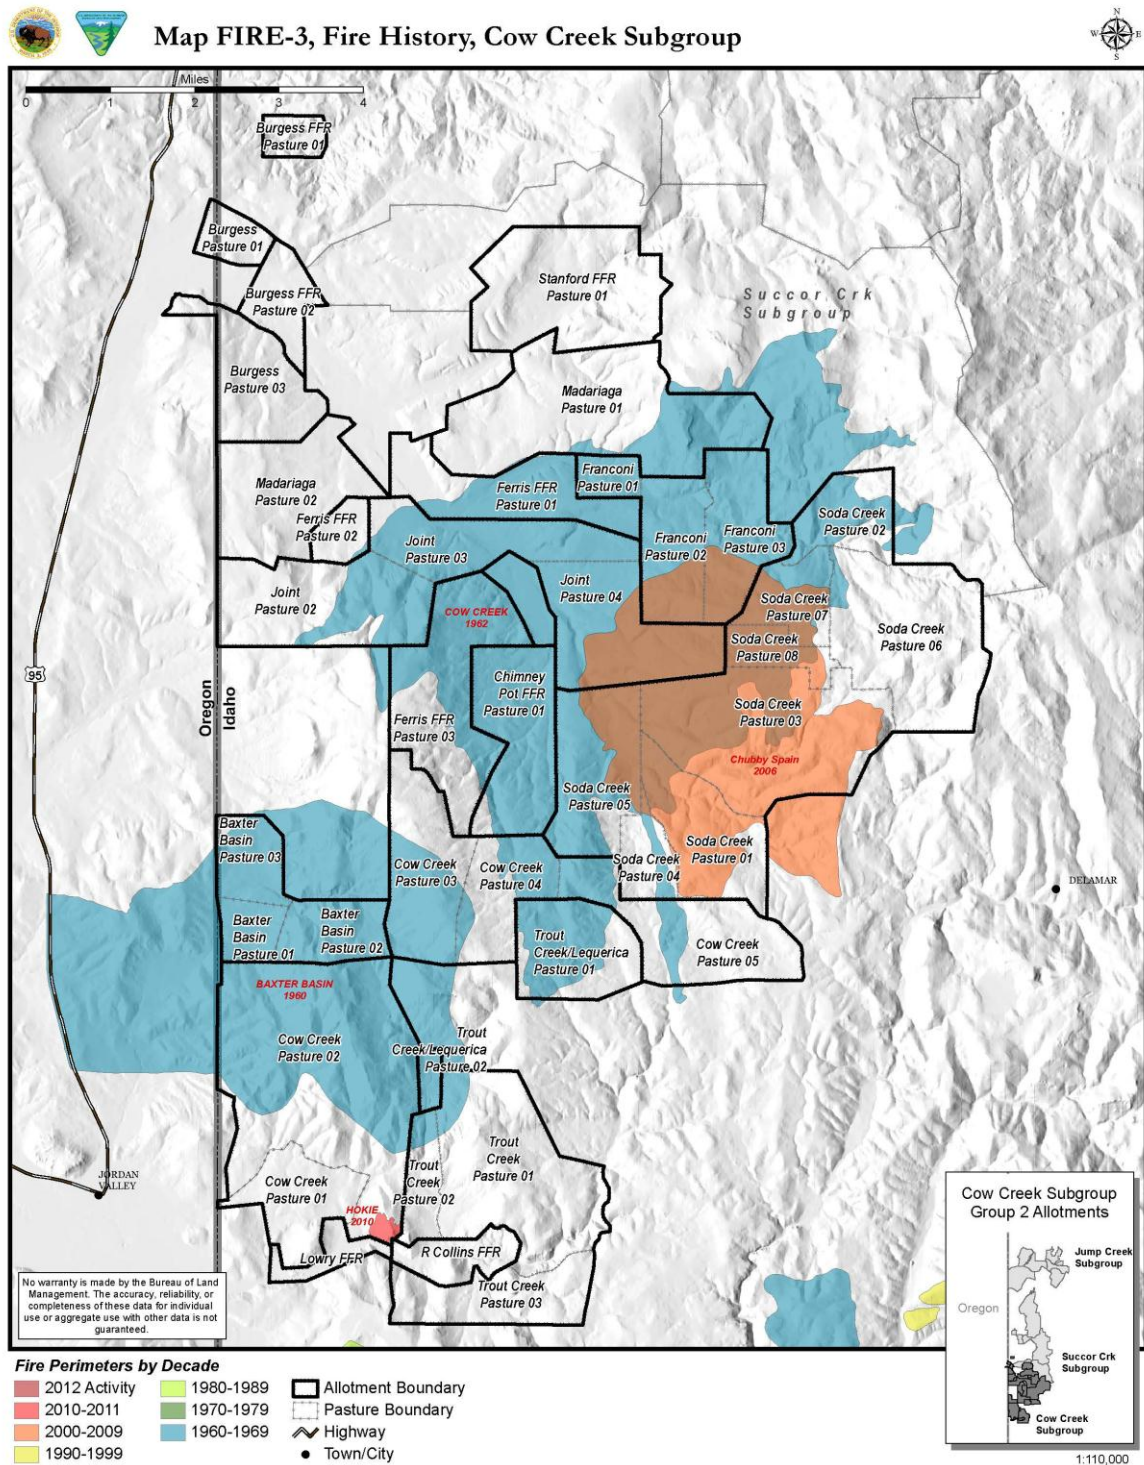 Map FIRE-3, Fire History, Cow Creek Subgroup
N
W
E
S
Miles
0 1 2 3 4
Burgess FFR
Pasture 01
Burgess
Pasture 01
Burgess FFR
Pasture 02
Stanford FFR
Pasture 01
Succor Crk
Subgroup
Burgess
Pasture 03
Madariaga
Pasture 01
Madariaga
Pasture 02
Ferris FFR
Pasture 01
Franconi
Pasture 01
Ferris FFR
Pasture 02
Joint
Pasture 03
Franconi
Pasture 02
Franconi
Pasture 03
Soda Creek
Pasture 02
Joint
Pasture 02
Joint
Pasture 04
COW CREEK
1962
Soda Creek
Pasture 07
Soda Creek
Pasture 08
Soda Creek
Pasture 06
95
Oregon
Idaho
Chimney
Pot FFR
Pasture 01
Ferris FFR
Pasture 03
Soda Creek
Pasture 03
Chubby Spain
2006
Soda Creek
Pasture 05
Baxter
Basin
Pasture 03
Cow Creek
Pasture 03
Cow Creek
Pasture 04
Soda Creek
Pasture 04
Soda Creek
Pasture 01
DELAMAR
Baxter
Basin
Pasture 01
Baxter
Basin
Pasture 02
Trout
Creek/Lequerica
Pasture 01
Cow Creek
Pasture 05
BAXTER BASIN
1960
Cow Creek
Pasture 02
Trout
Creek/Lequerica
Pasture 02
JORDAN
VALLEY
Cow Creek
Pasture 01
Trout
Creek
Pasture 02
Trout
Creek
Pasture 01
HOKIE
2010
Lowry FFR
R Collins FFR
Trout Creek
Pasture 03
No warranty is made by the Bureau of Land
Management. The accuracy, reliability, or
completeness of these data for individual
use or aggregate use with other data is not
guaranteed.
Cow Creek Subgroup
Group 2 Allotments
Jump Creek
Subgroup
Oregon
Succor Crk
Subgroup
Cow Creek
Subgroup
Fire Perimeters by Decade
2012 Activity
2010-2011
2000-2009
1990-1999
1980-1989
1970-1979
1960-1969
Allotment Boundary
Pasture Boundary
Highway
Town/City
1:110,000